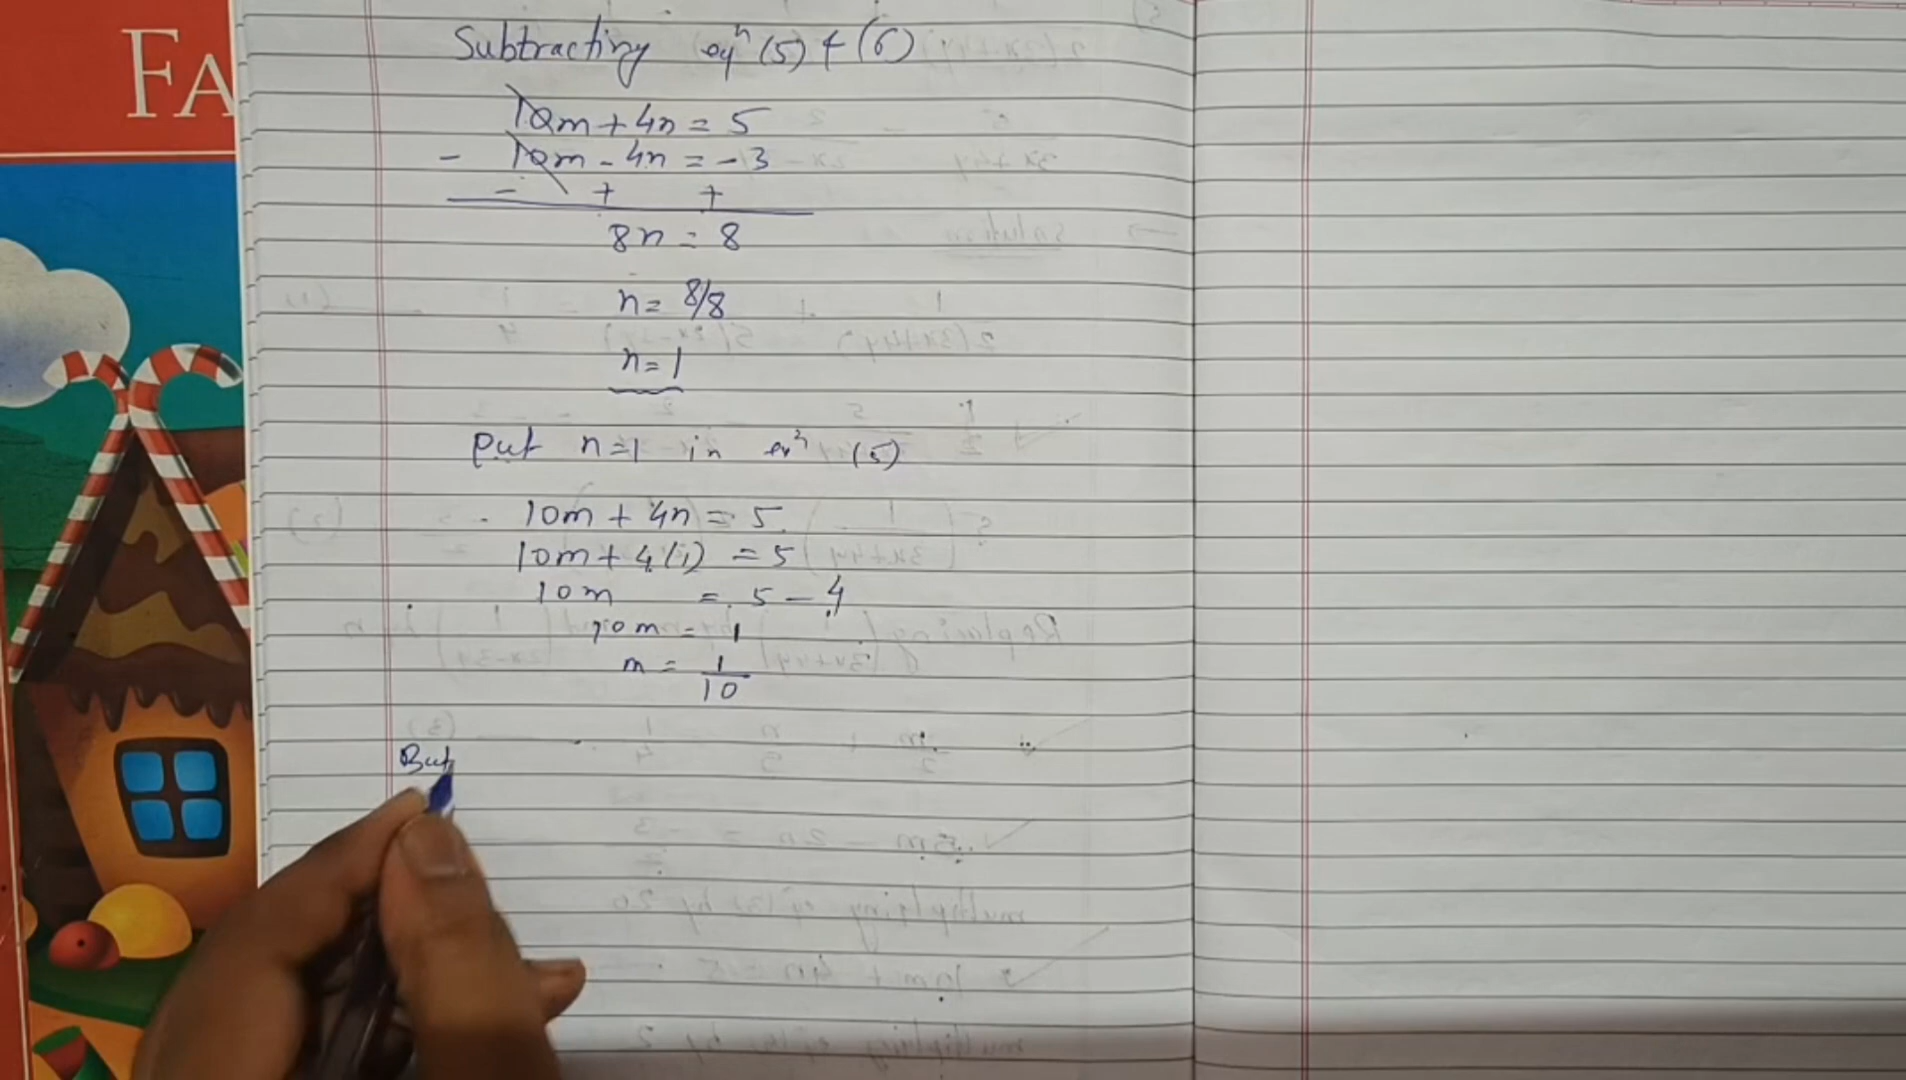 FA
Subtracting eqⁿ (5) & (6)
10m + 4n = 5
- 10m - 4n = -3
- + +
8n = 8
n = 8/8
n = 1
Put n=1 in eqⁿ (5)
10m + 4n = 5
10m + 4(1) = 5
10m = 5 - 4
10m = 1
m = 1/10
But